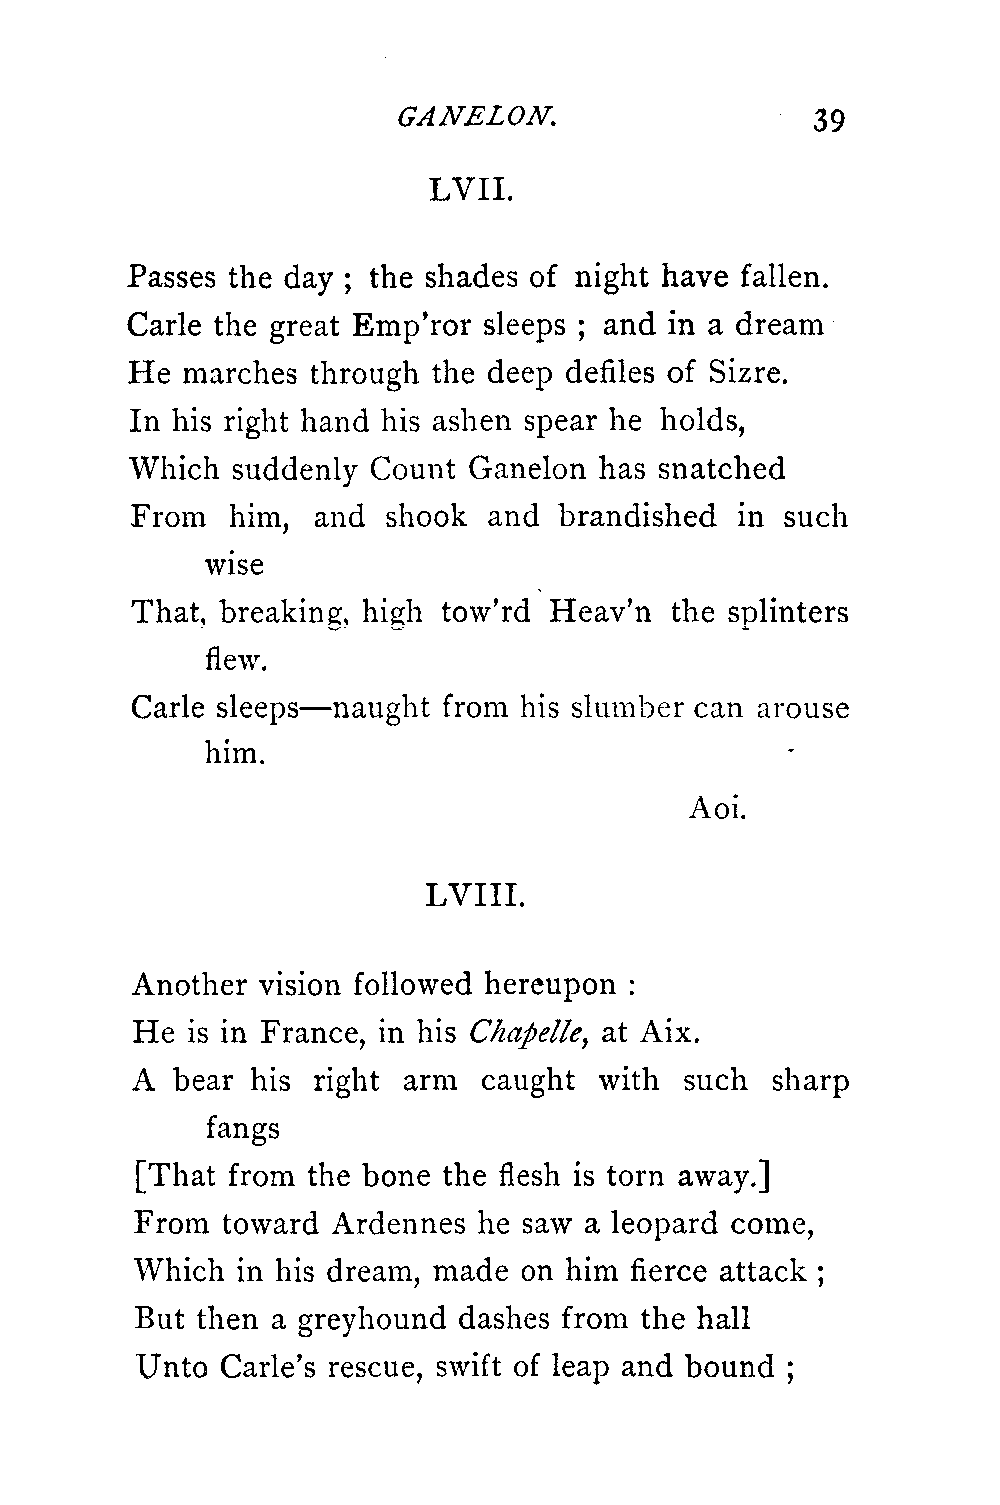 GANELON. 39
LVII.
Passes the day ; the shades of night have fallen.
Carle the great Emp'ror sleeps ; and in a dream
He marches through the deep defiles of Sizre.
In his right hand his ashen spear he holds,
Which suddenly Count Ganelon has snatched
From him, and shook and brandished in such
wise
That, breaking, high tow'rd Heav'n the splinters
flew.
Carle sleeps—naught from his slumber can arouse
him.
Aoi.
LVIII.
Another vision followed hereupon :
He is in France, in his Chapelle, at Aix.
A bear his right arm caught with such sharp
fangs
[That from the bone the flesh is torn away.]
From toward Ardennes he saw a leopard come,
Which in his dream, made on him fierce attack ;
But then a greyhound dashes from the hall
Unto Carle's rescue, swift of leap and bound ;